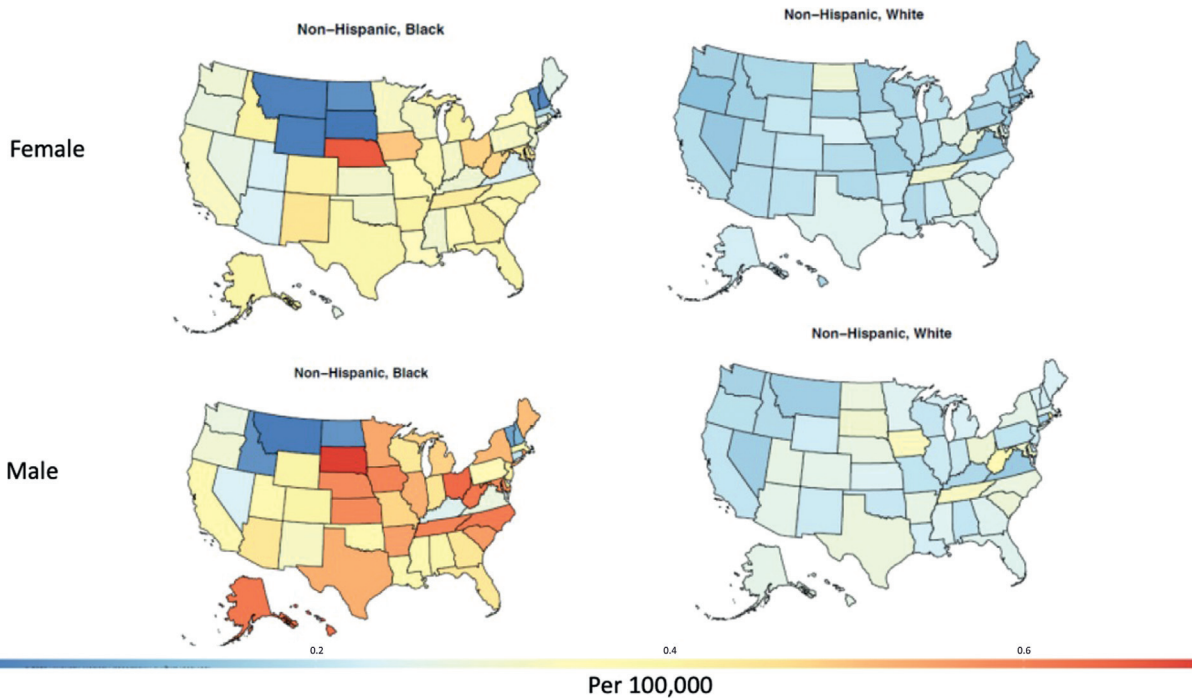 Non-Hispanic, Black
Non-Hispanic, White
Female
Non-Hispanic, White
Non-Hispanic, Black
Male
0.2
0.4
0.6
Per 100,000